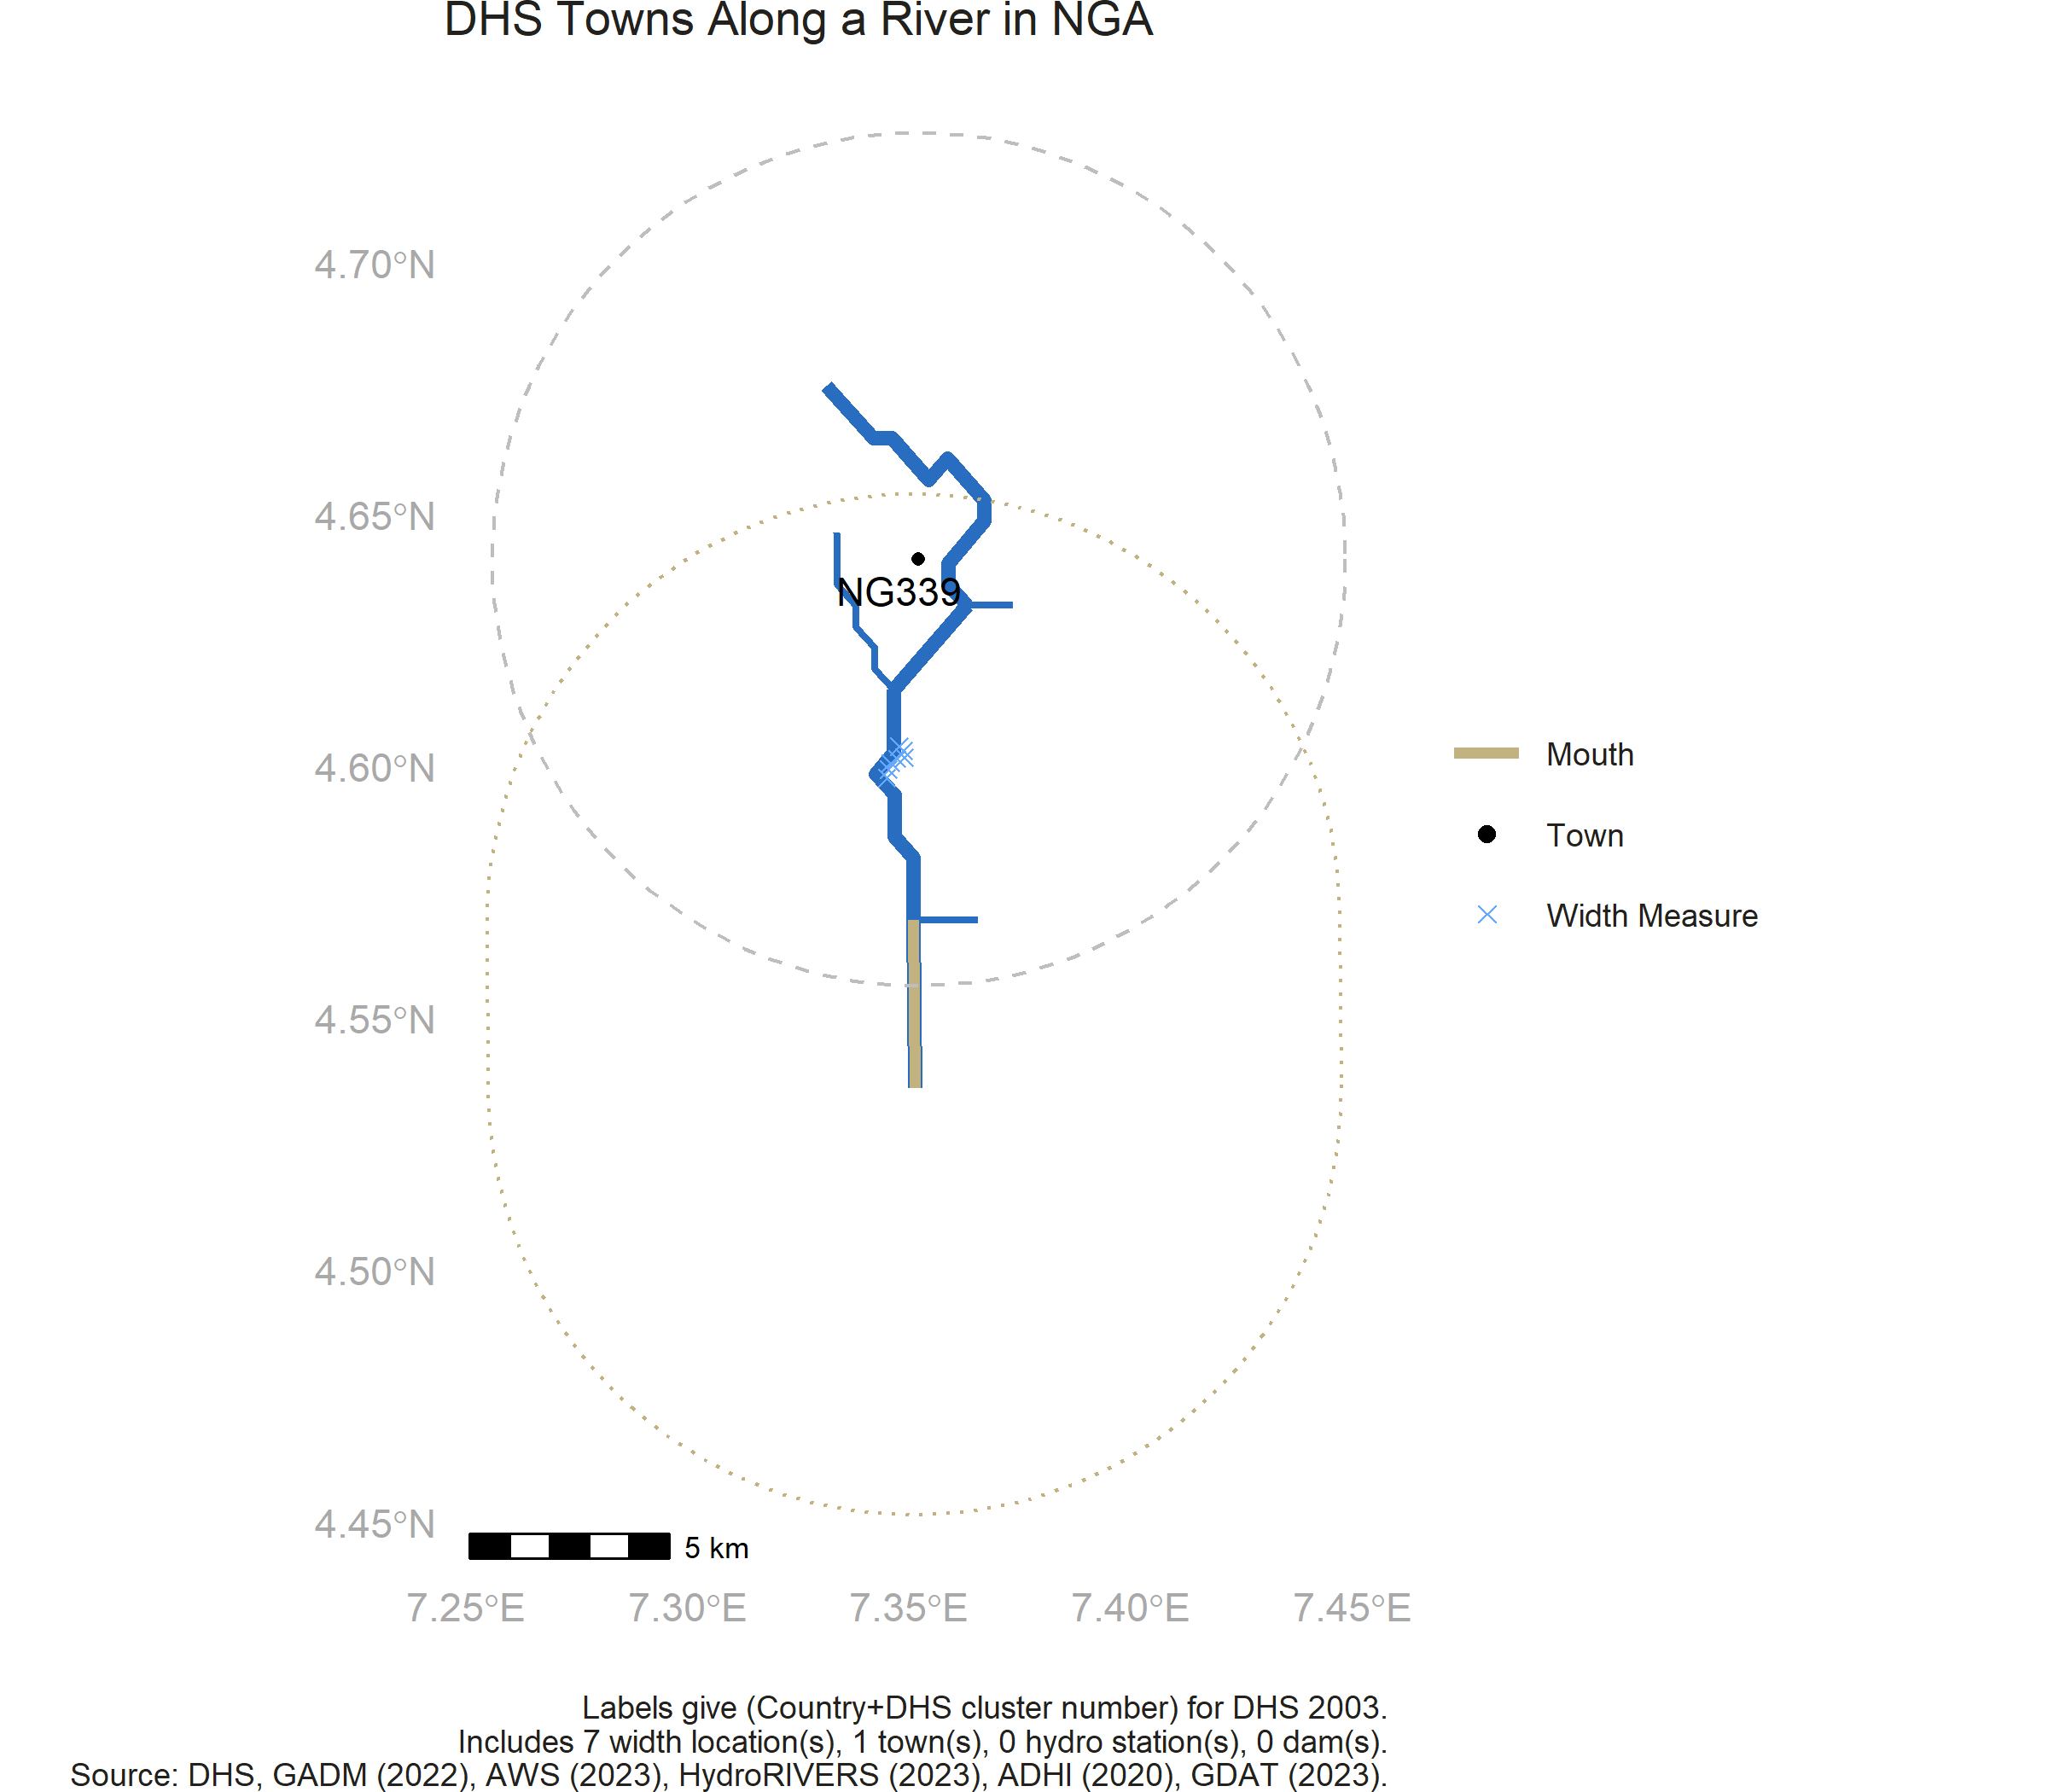 DHS Towns Along a River in NGA
4.70°N
4.65°N
NG339
4.60°N
Mouth
Town
Width Measure
4.55°N
4.50°N
4.45°N
5 km
7.25°E 7.30°E 7.35°E 7.40°E 7.45°E
Labels give (Country+DHS cluster number) for DHS 2003.
Includes 7 width location(s), 1 town(s), 0 hydro station(s), 0 dam(s).
Source: DHS, GADM (2022), AWS (2023), HydroRIVERS (2023), ADHI (2020), GDAT (2023).